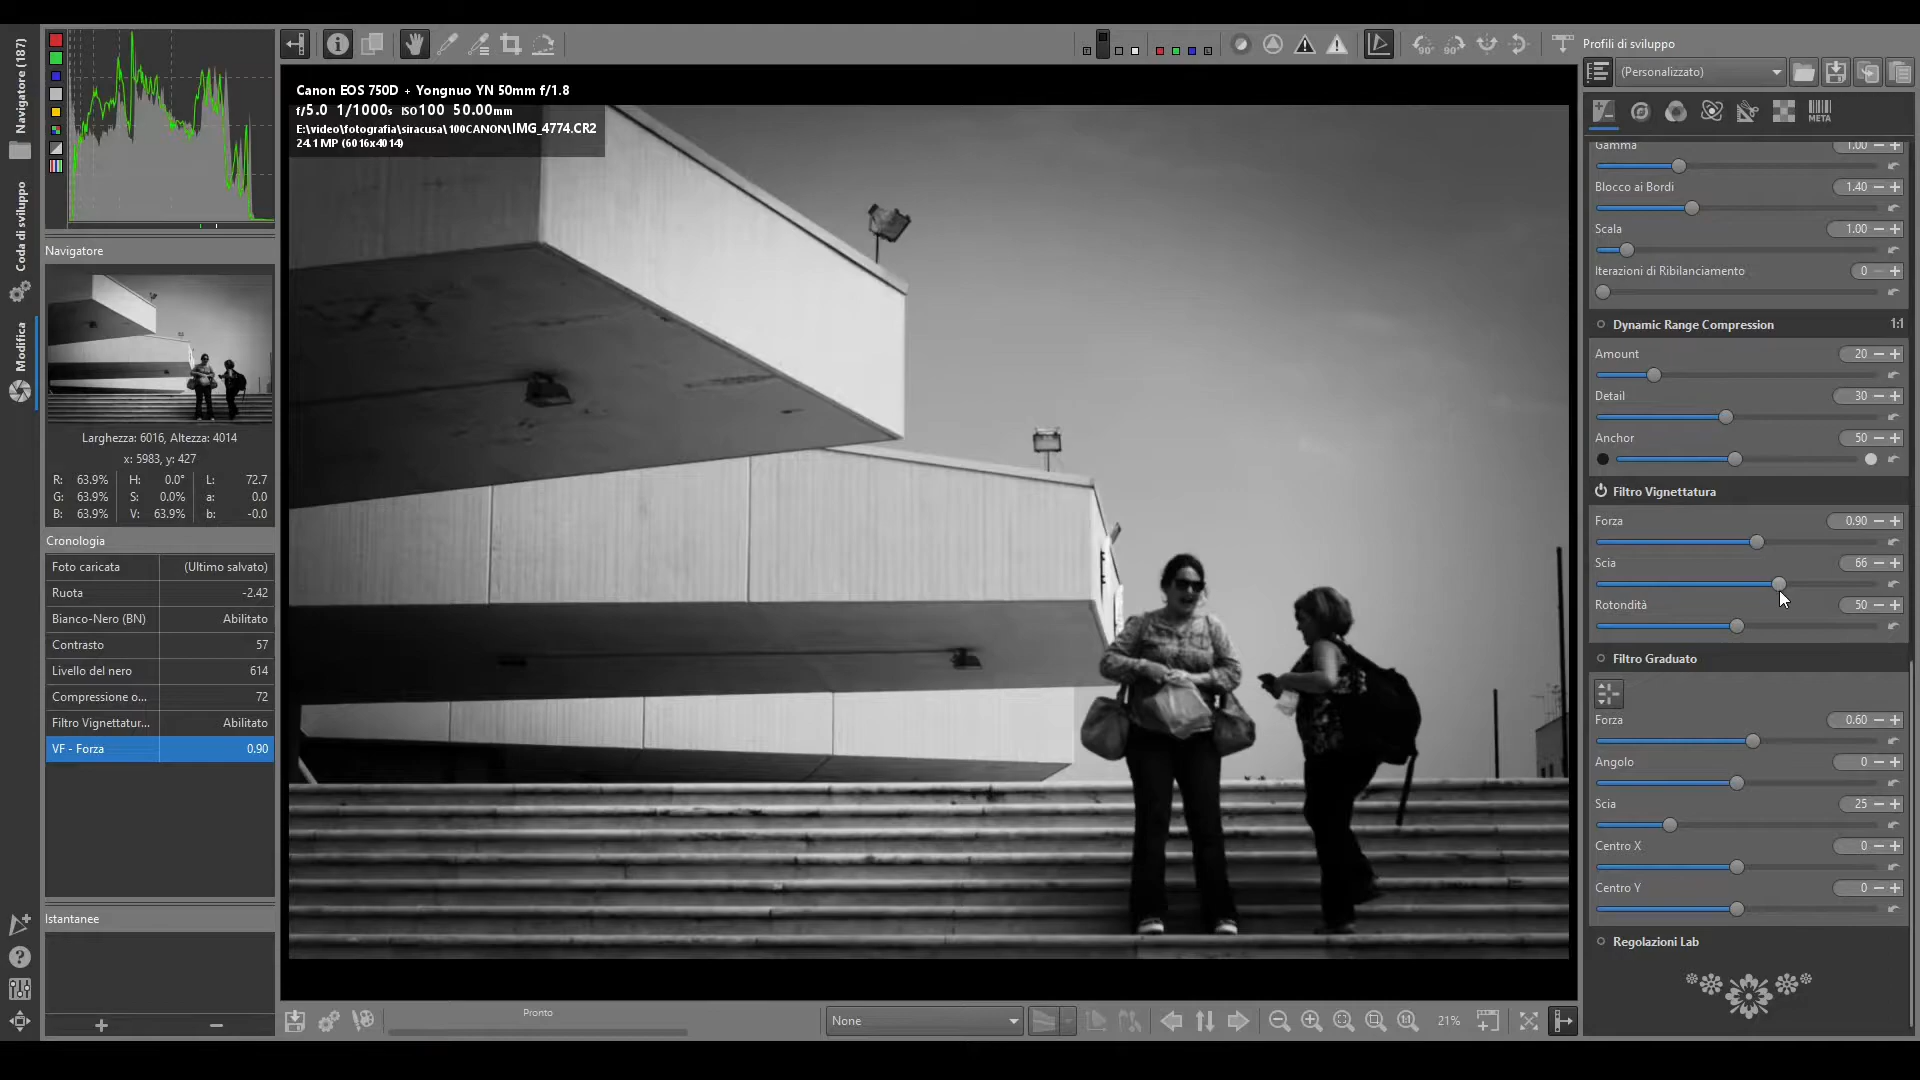 Navigatore (187)
Coda di sviluppo
Modifica
Navigatore
Larghezza: 6016, Altezza: 4014
x: 5983, y: 427
R: 63.9% H: 0.0° L: 72.7
G: 63.9% S: 0.0% a: 0.0
B: 63.9% V: 63.9% b: -0.0
Cronologia
Foto caricata (Ultimo salvato)
Ruota -2.42
Bianco-Nero (BN) Abilitato
Contrasto 57
Livello del nero 614
Compressione o... 72
Filtro Vignettatur... Abilitato
VF - Forza 0.90
Istantanee
Canon EOS 750D + Yongnuo YN 50mm f/1.8
f/5.0 1/1000s ISO100 50.00mm
E:\video\fotografia\siracusa\100CANON\IMG_4774.CR2
24.1 MP (6016x4014)
90° 90°
Pronto
None
1:1
21%
Profili di sviluppo
(Personalizzato)
META
Gamma 1.00
Blocco ai Bordi 1.40
Scala 1.00
Iterazioni di Ribilanciamento 0
Dynamic Range Compression 1:1
Amount 20
Detail 30
Anchor 50
Filtro Vignettatura
Forza 0.90
Scia 66
Rotondità 50
Filtro Graduato
Forza 0.60
Angolo 0
Scia 25
Centro X 0
Centro Y 0
Regolazioni Lab